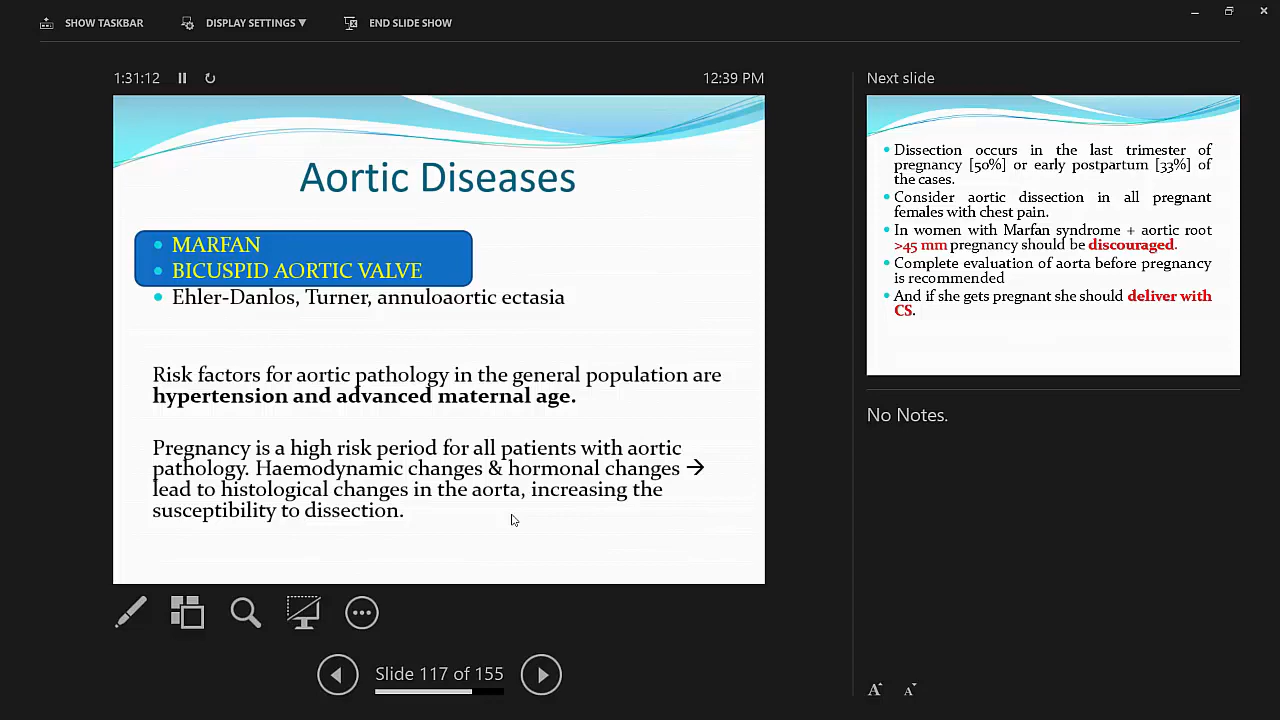 SHOW TASKBAR
DISPLAY SETTINGS ▼
END SLIDE SHOW
1:31:12
12:39 PM
Aortic Diseases
• MARFAN
• BICUSPID AORTIC VALVE
• Ehler-Danlos, Turner, annuloaortic ectasia
Risk factors for aortic pathology in the general population are
hypertension and advanced maternal age.
Pregnancy is a high risk period for all patients with aortic
pathology. Haemodynamic changes & hormonal changes →
lead to histological changes in the aorta, increasing the
susceptibility to dissection.
Slide 117 of 155
Next slide
• Dissection occurs in the last trimester of
pregnancy [50%] or early postpartum [33%] of
the cases.
• Consider aortic dissection in all pregnant
females with chest pain.
• In women with Marfan syndrome + aortic root
>45 mm pregnancy should be discouraged.
• Complete evaluation of aorta before pregnancy
is recommended
• And if she gets pregnant she should deliver with
CS.
No Notes.
A A